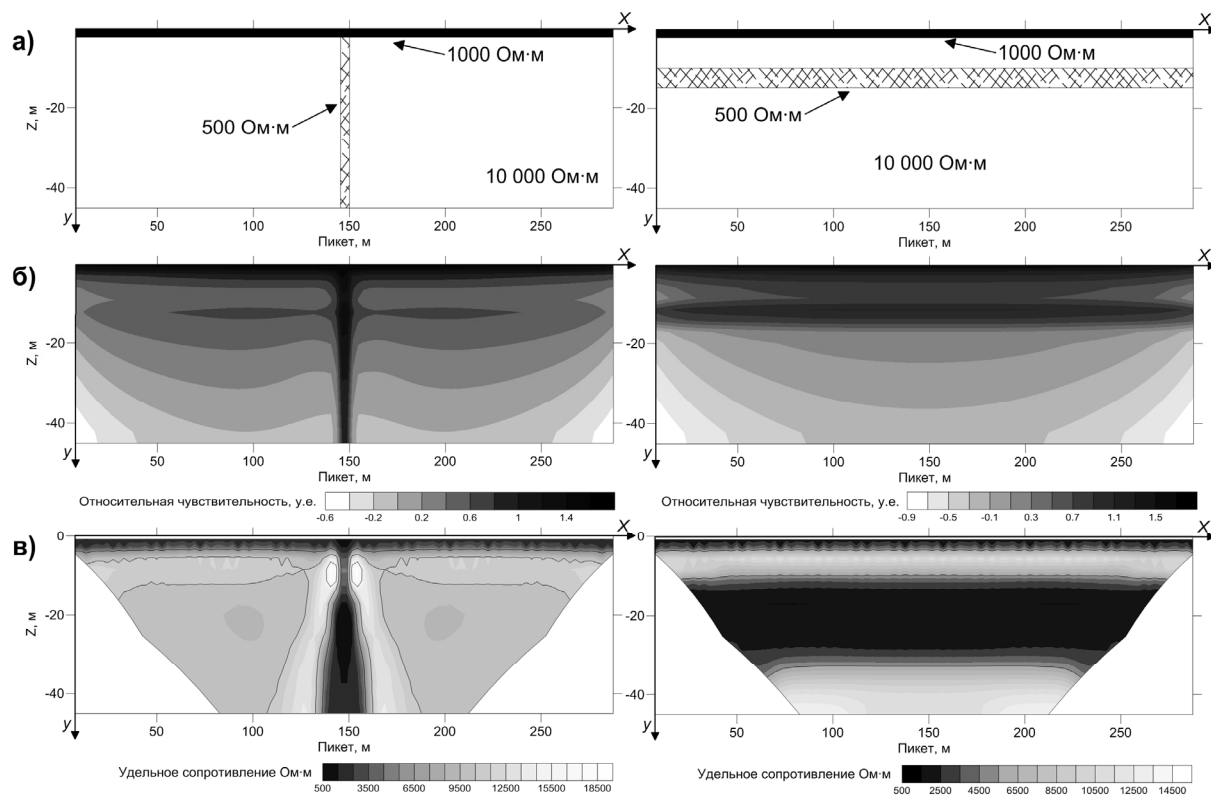 а)
X
1000 Ом·м
500 Ом·м
10 000 Ом·м
Z, м
-20
-40
y
50 100 150 200 250
Пикет, м
X
1000 Ом·м
500 Ом·м
10 000 Ом·м
Z, м
-20
-40
y
50 100 150 200 250
Пикет, м
б)
X
Z, м
-20
-40
y
50 100 150 200 250
Пикет, м
Относительная чувствительность, у.е.
-0.6 -0.2 0.2 0.6 1 1.4
X
Z, м
-20
-40
y
50 100 150 200 250
Пикет, м
Относительная чувствительность, у.е.
-0.9 -0.5 -0.1 0.3 0.7 1.1 1.5
в)
X
0
Z, м
-20
-40
y
50 100 150 200 250
Пикет, м
Удельное сопротивление Ом·м
500 3500 6500 9500 12500 15500 18500
X
0
Z, м
-20
-40
y
50 100 150 200 250
Пикет, м
Удельное сопротивление Ом·м
500 2500 4500 6500 8500 10500 12500 14500